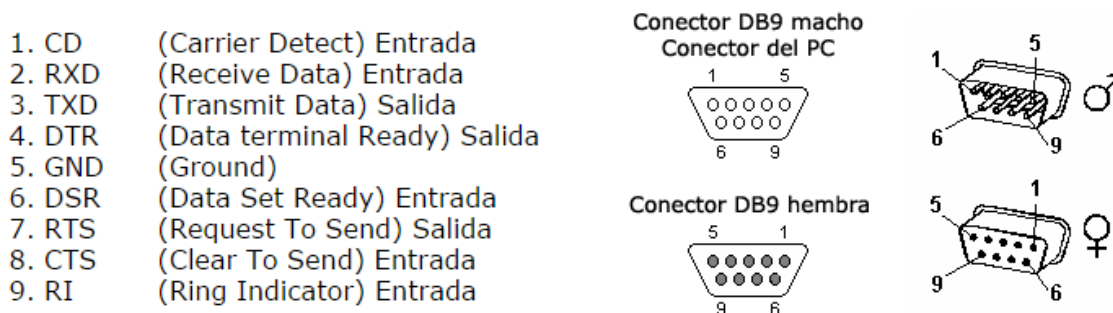 1. CD (Carrier Detect) Entrada
2. RXD (Receive Data) Entrada
3. TXD (Transmit Data) Salida
4. DTR (Data terminal Ready) Salida
5. GND (Ground)
6. DSR (Data Set Ready) Entrada
7. RTS (Request To Send) Salida
8. CTS (Clear To Send) Entrada
9. RI (Ring Indicator) Entrada
Conector DB9 macho
Conector del PC
1 5
6 9
1 5
6 9
♂
Conector DB9 hembra
5 1
9 6
5 1
9 6
♀